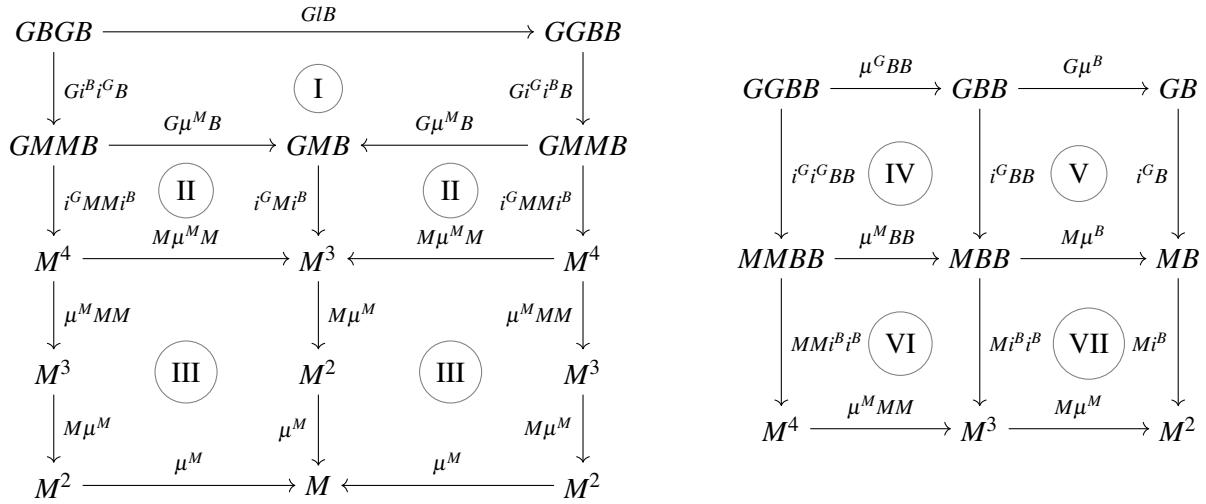 GBGB GlB GGBB
Gi^B i^G B I Gi^G i^B B
GMMB Gμ^M B GMB Gμ^M B GMMB
i^G MMi^B II i^G Mi^B II i^G MMi^B
M^4 Mμ^M M M^3 Mμ^M M M^4
μ^M MM Mμ^M μ^M MM
M^3 III M^2 III M^3
Mμ^M μ^M Mμ^M
M^2 μ^M M μ^M M^2
GGBB μ^G BB GBB Gμ^B GB
i^G i^G BB IV i^G BB V i^G B
MMBB μ^M BB MBB Mμ^B MB
MMi^B i^B VI Mi^B i^B VII Mi^B
M^4 μ^M MM M^3 Mμ^M M^2